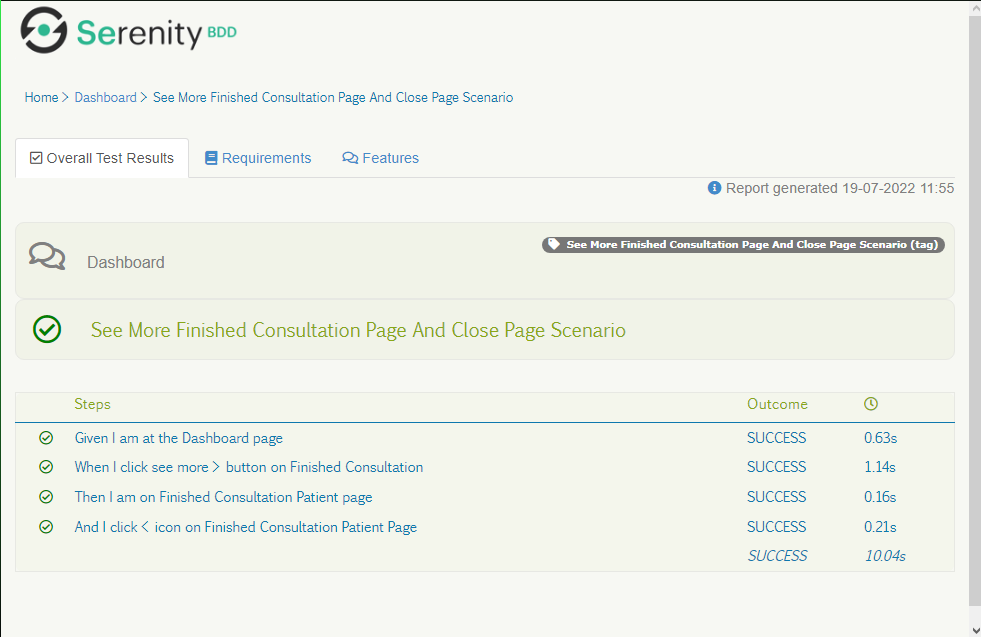 Serenity BDD
Home > Dashboard > See More Finished Consultation Page And Close Page Scenario
Overall Test Results Requirements Features
Report generated 19-07-2022 11:55
See More Finished Consultation Page And Close Page Scenario (tag)
Dashboard
See More Finished Consultation Page And Close Page Scenario
Steps Outcome
Given I am at the Dashboard page SUCCESS 0.63s
When I click see more > button on Finished Consultation SUCCESS 1.14s
Then I am on Finished Consultation Patient page SUCCESS 0.16s
And I click < icon on Finished Consultation Patient Page SUCCESS 0.21s
SUCCESS 10.04s